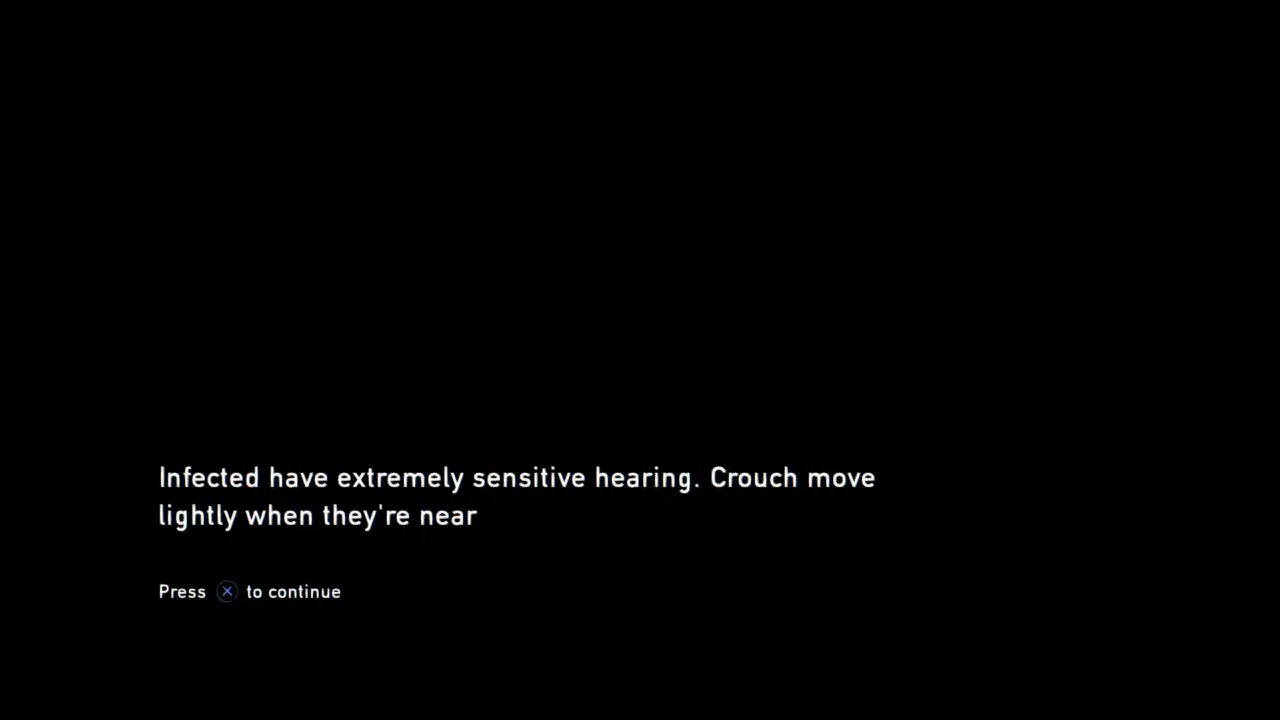 Infected have extremely sensitive hearing. Crouch move
lightly when they're near
Press ⓧ to continue